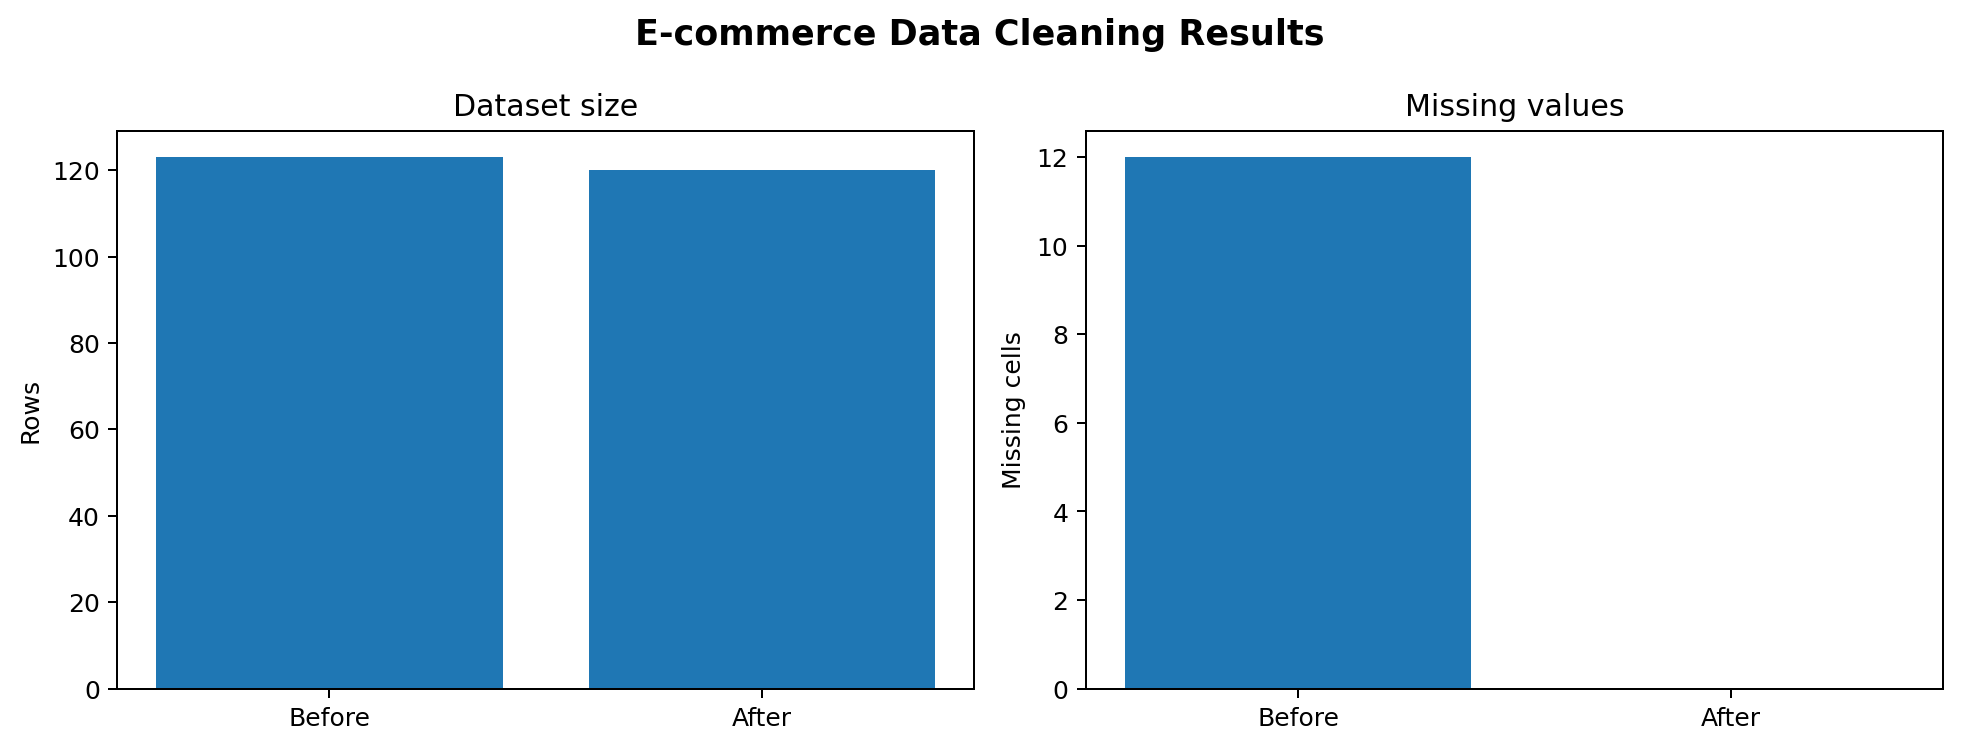 E-commerce Data Cleaning Results
Dataset size
Rows
120
100
80
60
40
20
0
Before After
Missing values
Missing cells
12
10
8
6
4
2
0
Before After